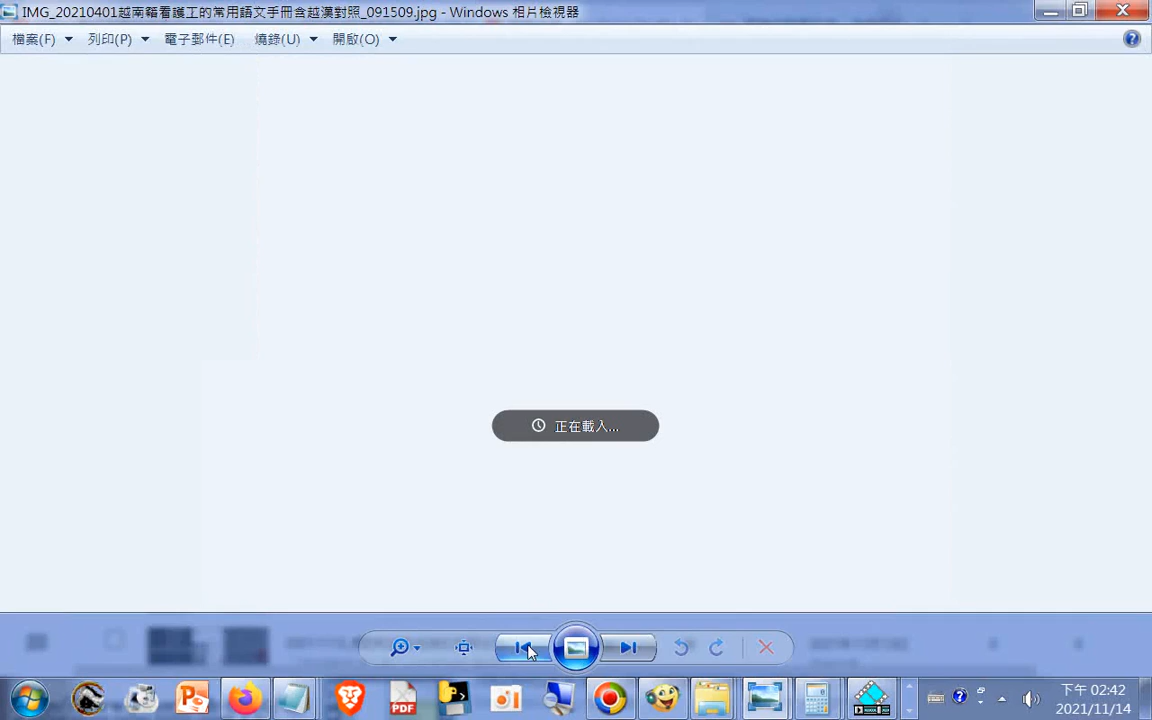 IMG_20210401越南籍看護工的常用語文手冊含越漢對照_091509.jpg - Windows 相片檢視器
檔案(F) 列印(P) 電子郵件(E) 燒錄(U) 開啟(O)
正在載入...
PDF
下午 02:42
2021/11/14